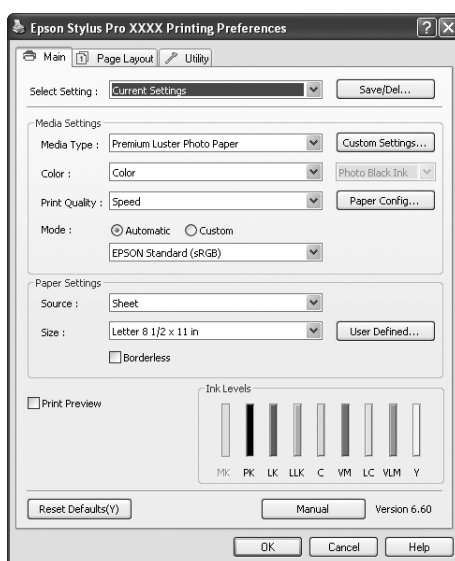 Epson Stylus Pro XXXX Printing Preferences
Main Page Layout Utility
Select Setting : Current Settings Save/Del...
Media Settings
Media Type : Premium Luster Photo Paper Custom Settings...
Color : Color Photo Black Ink
Print Quality : Speed Paper Config...
Mode : Automatic Custom
EPSON Standard (sRGB)
Paper Settings
Source : Sheet
Size : Letter 8 1/2 x 11 in User Defined...
Borderless
Print Preview
Ink Levels
MK PK LK LLK C VM LC VLM Y
Reset Defaults(Y) Manual Version 6.60
OK Cancel Help